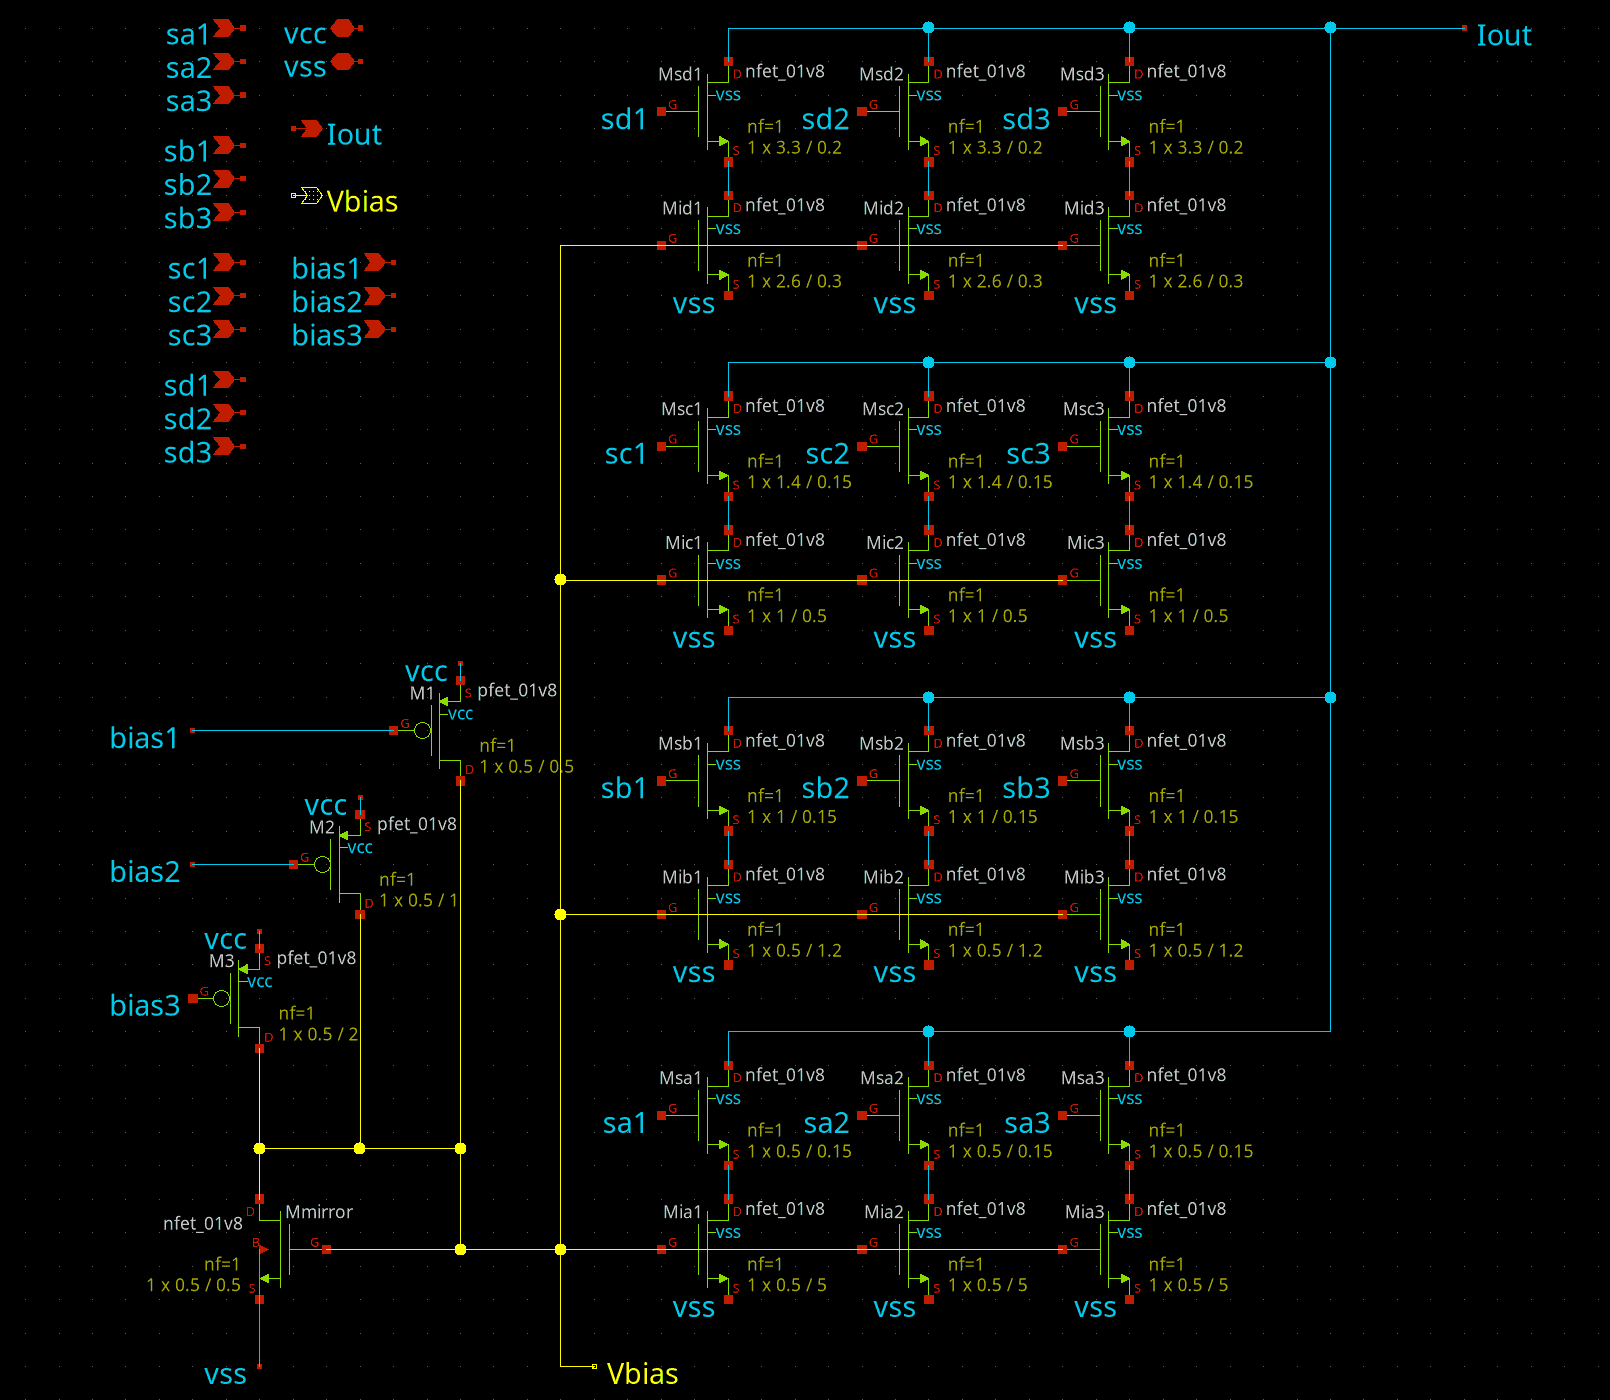 sa1
sa2
sa3
sb1
sb2
sb3
sc1
sc2
sc3
sd1
sd2
sd3
vcc
vss
Iout
Vbias
bias1
bias2
bias3
Iout
Msd1 D nfet_01v8 Msd2 D nfet_01v8 Msd3 D nfet_01v8
VSS VSS VSS
sd1 G sd2 G sd3 G
nf=1 nf=1 nf=1
S 1 x 3.3 / 0.2 S 1 x 3.3 / 0.2 S 1 x 3.3 / 0.2
Mid1 D nfet_01v8 Mid2 D nfet_01v8 Mid3 D nfet_01v8
VSS VSS VSS
G G G
nf=1 nf=1 nf=1
S 1 x 2.6 / 0.3 S 1 x 2.6 / 0.3 S 1 x 2.6 / 0.3
vss vss vss
Msc1 D nfet_01v8 Msc2 D nfet_01v8 Msc3 D nfet_01v8
VSS VSS VSS
sc1 G sc2 G sc3 G
nf=1 nf=1 nf=1
S 1 x 1.4 / 0.15 S 1 x 1.4 / 0.15 S 1 x 1.4 / 0.15
Mic1 D nfet_01v8 Mic2 D nfet_01v8 Mic3 D nfet_01v8
VSS VSS VSS
G G G
nf=1 nf=1 nf=1
S 1 x 1 / 0.5 S 1 x 1 / 0.5 S 1 x 1 / 0.5
vss vss vss
Msb1 D nfet_01v8 Msb2 D nfet_01v8 Msb3 D nfet_01v8
VSS VSS VSS
sb1 G sb2 G sb3 G
nf=1 nf=1 nf=1
S 1 x 1 / 0.15 S 1 x 1 / 0.15 S 1 x 1 / 0.15
Mib1 D nfet_01v8 Mib2 D nfet_01v8 Mib3 D nfet_01v8
VSS VSS VSS
G G G
nf=1 nf=1 nf=1
S 1 x 0.5 / 1.2 S 1 x 0.5 / 1.2 S 1 x 0.5 / 1.2
vss vss vss
Msa1 D nfet_01v8 Msa2 D nfet_01v8 Msa3 D nfet_01v8
VSS VSS VSS
sa1 G sa2 G sa3 G
nf=1 nf=1 nf=1
S 1 x 0.5 / 0.15 S 1 x 0.5 / 0.15 S 1 x 0.5 / 0.15
Mia1 D nfet_01v8 Mia2 D nfet_01v8 Mia3 D nfet_01v8
VSS VSS VSS
G G G
nf=1 nf=1 nf=1
S 1 x 0.5 / 5 S 1 x 0.5 / 5 S 1 x 0.5 / 5
vss vss vss
vcc
M1 S pfet_01v8
vcc
bias1 G
nf=1
D 1 x 0.5 / 0.5
vcc
M2 S pfet_01v8
vcc
bias2 G
nf=1
D 1 x 0.5 / 1
vcc
M3 S pfet_01v8
vcc
bias3 G
nf=1
D 1 x 0.5 / 2
D Mmirror
nfet_01v8
B G
nf=1
1 x 0.5 / 0.5 S
vss
Vbias